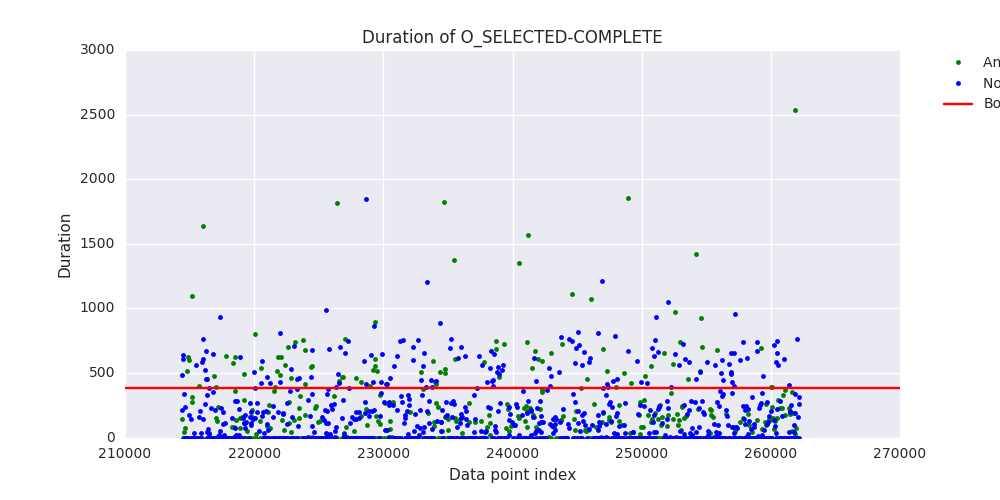 Duration of O_SELECTED-COMPLETE
3000
2500
2000
1500
1000
500
0
Duration
210000 220000 230000 240000 250000 260000 270000
Data point index
An
No
Bo